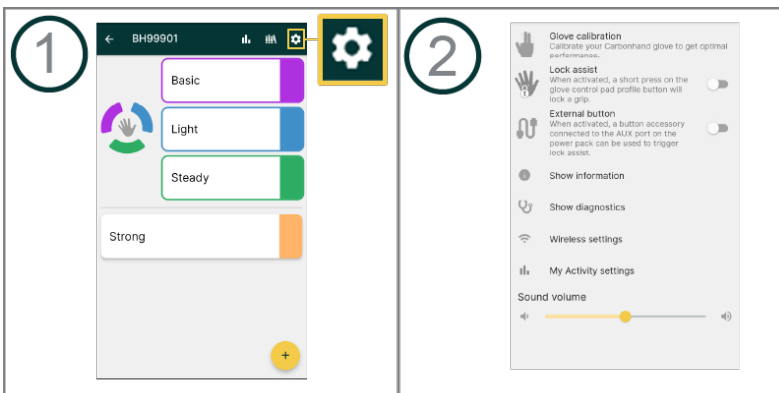 1
BH99901
Basic
Light
Steady
Strong
+
2
Glove calibration
Calibrate your Carbonhand glove to get optimal
performance.
Lock assist
When activated, a short press on the
glove control pad profile button will
lock a grip.
External button
When activated, a button accessory
connected to the AUX port on the
power pack can be used to trigger
lock assist.
Show information
Show diagnostics
Wireless settings
My Activity settings
Sound volume